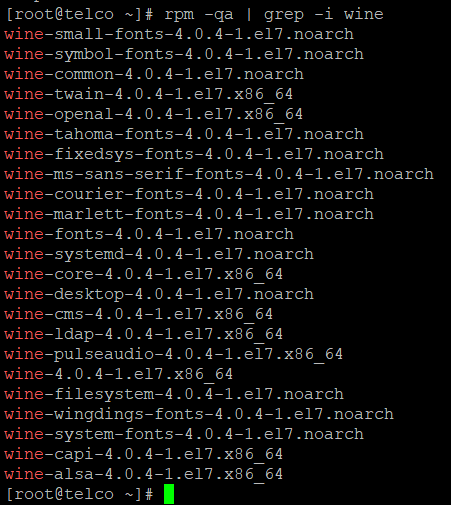 [root@telco ~]# rpm -qa | grep -i wine
wine-small-fonts-4.0.4-1.el7.noarch
wine-symbol-fonts-4.0.4-1.el7.noarch
wine-common-4.0.4-1.el7.noarch
wine-twain-4.0.4-1.el7.x86_64
wine-openal-4.0.4-1.el7.x86_64
wine-tahoma-fonts-4.0.4-1.el7.noarch
wine-fixedsys-fonts-4.0.4-1.el7.noarch
wine-ms-sans-serif-fonts-4.0.4-1.el7.noarch
wine-courier-fonts-4.0.4-1.el7.noarch
wine-marlett-fonts-4.0.4-1.el7.noarch
wine-fonts-4.0.4-1.el7.noarch
wine-systemd-4.0.4-1.el7.noarch
wine-core-4.0.4-1.el7.x86_64
wine-desktop-4.0.4-1.el7.noarch
wine-cms-4.0.4-1.el7.x86_64
wine-ldap-4.0.4-1.el7.x86_64
wine-pulseaudio-4.0.4-1.el7.x86_64
wine-4.0.4-1.el7.x86_64
wine-filesystem-4.0.4-1.el7.noarch
wine-wingdings-fonts-4.0.4-1.el7.noarch
wine-system-fonts-4.0.4-1.el7.noarch
wine-capi-4.0.4-1.el7.x86_64
wine-alsa-4.0.4-1.el7.x86_64
[root@telco ~]#